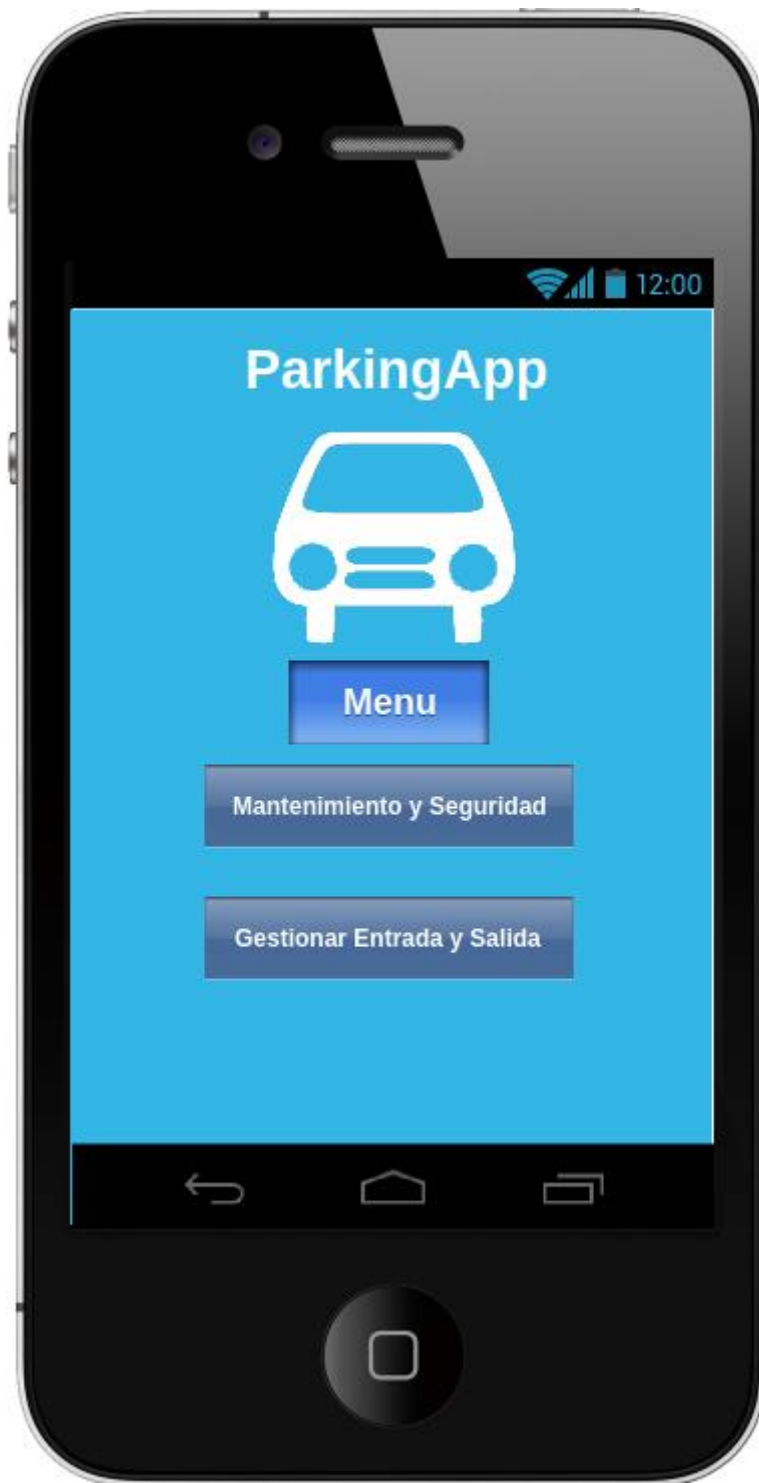 12:00
ParkingApp
Menu
Mantenimiento y Seguridad
Gestionar Entrada y Salida